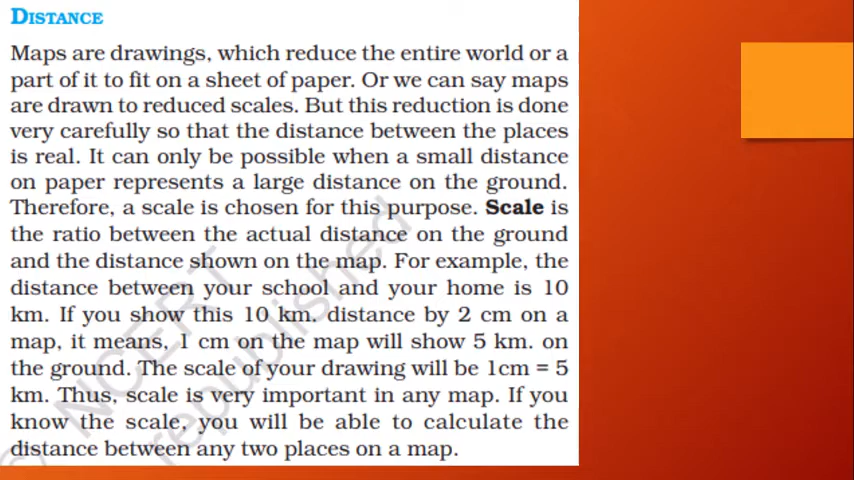 DISTANCE
Maps are drawings, which reduce the entire world or a
part of it to fit on a sheet of paper. Or we can say maps
are drawn to reduced scales. But this reduction is done
very carefully so that the distance between the places
is real. It can only be possible when a small distance
on paper represents a large distance on the ground.
Therefore, a scale is chosen for this purpose. Scale is
the ratio between the actual distance on the ground
and the distance shown on the map. For example, the
distance between your school and your home is 10
km. If you show this 10 km. distance by 2 cm on a
map, it means, 1 cm on the map will show 5 km. on
the ground. The scale of your drawing will be 1cm = 5
km. Thus, scale is very important in any map. If you
know the scale, you will be able to calculate the
distance between any two places on a map.
NCERT
republished